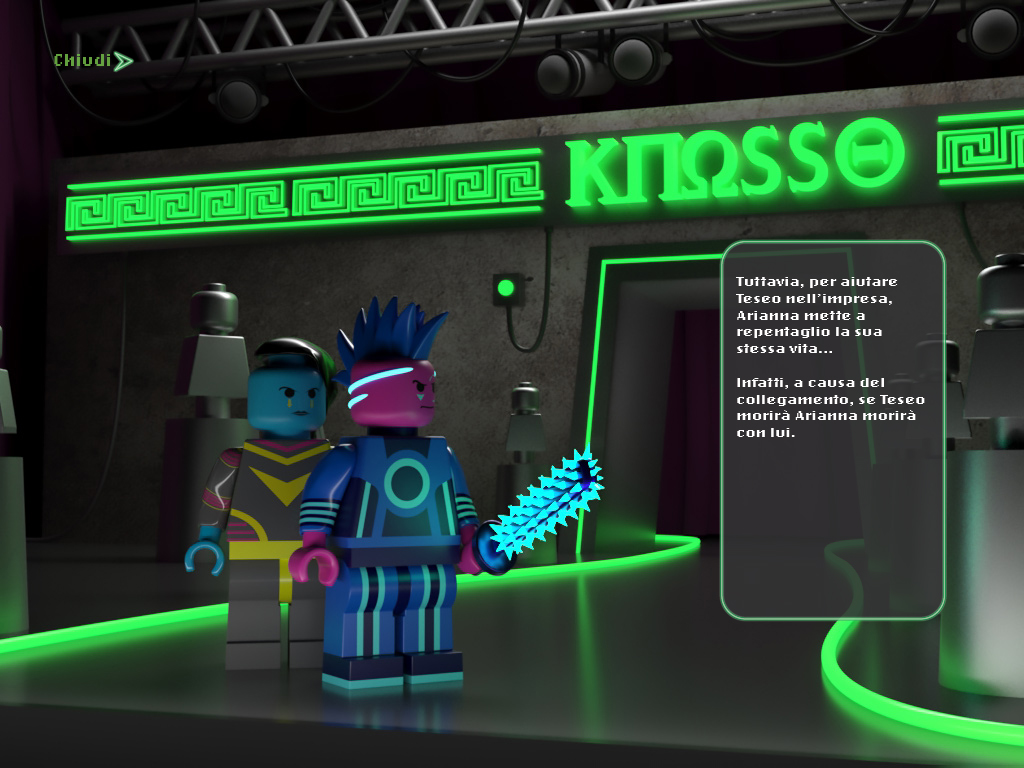 Chiudi
KΠΩSSΘ
Tuttavia, per aiutare
Teseo nell'impresa,
Arianna mette a
repentaglio la sua
stessa vita...
Infatti, a causa del
collegamento, se Teseo
morirà Arianna morirà
con lui.